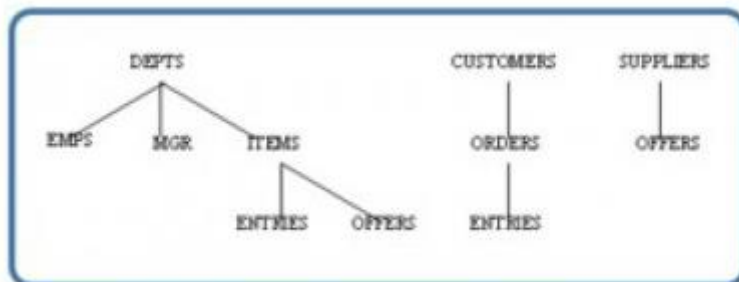 DEPTS CUSTOMERS SUPPLIERS
EMPS MGR ITEMS ORDERS OFFERS
ENTRIES OFFERS ENTRIES